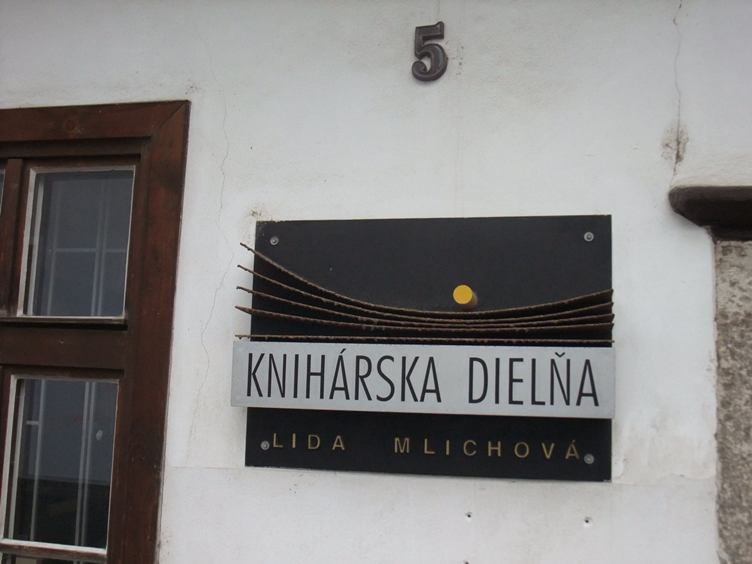 5
KNIHÁRSKA DIELŇA
LIDA MLICHOVÁ